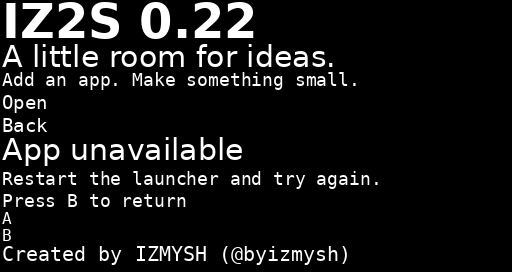 IZ2S 0.22
A little room for ideas.
Add an app. Make something small.
Open
Back
App unavailable
Restart the launcher and try again.
Press B to return
A
B
Created by IZMYSH (@byizmysh)